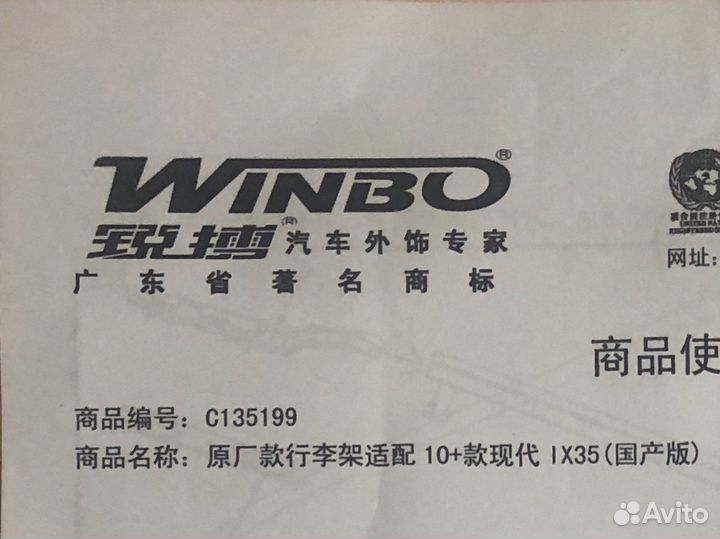 WINBO®
锐搏® 汽车外饰专家
广东省著名商标
网址:
商品使
商品编号: C135199
商品名称: 原厂款行李架适配 10+款现代 IX35(国产版)
Avito